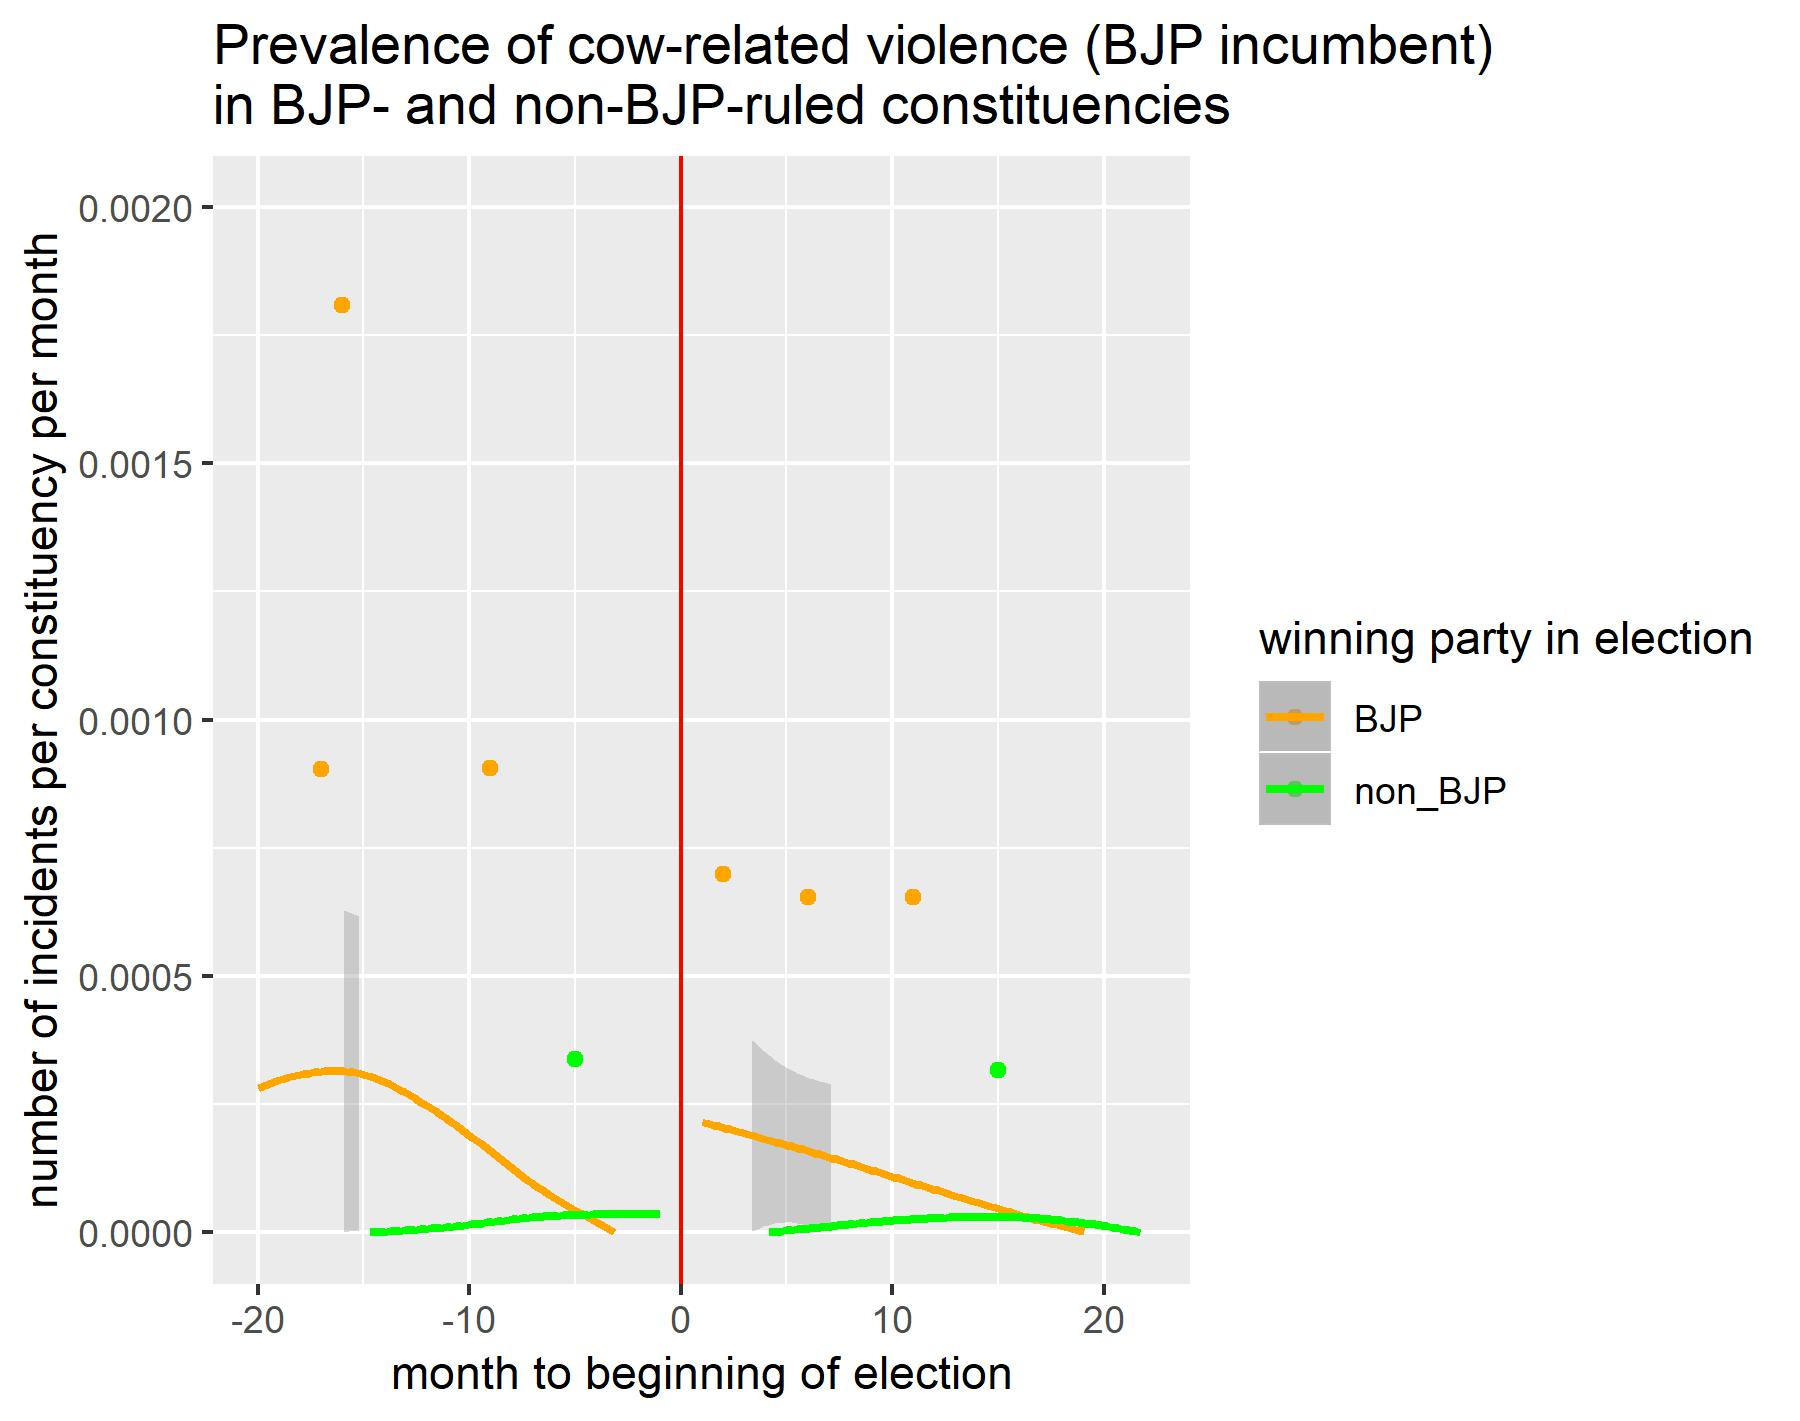 Prevalence of cow-related violence (BJP incumbent)
in BJP- and non-BJP-ruled constituencies
number of incidents per constituency per month
0.0020
0.0015
0.0010
0.0005
0.0000
-20
-10
0
10
20
month to beginning of election
winning party in election
BJP
non_BJP